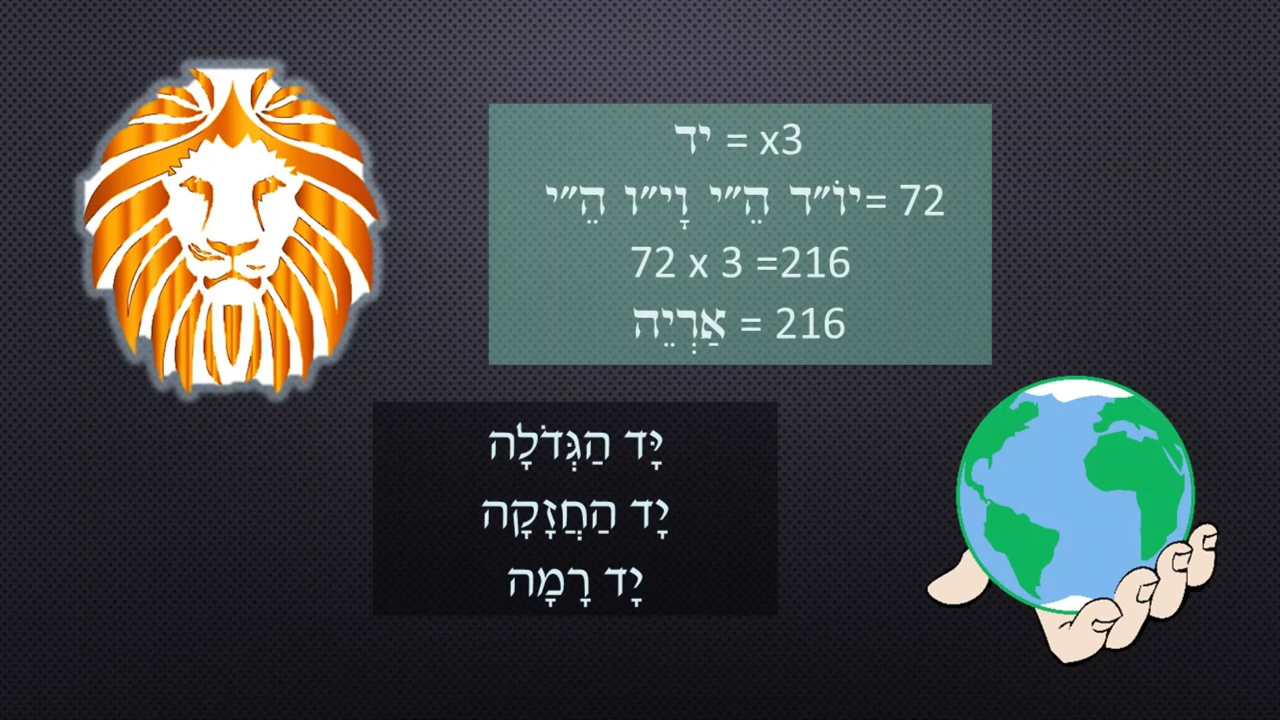 יד = x3
יוֹ״ד הֵ״י וָי״ו הֵ״י= 72
72 x 3 =216
אַרְיֵה = 216
יָּד הַגְּדֹלָה
יָד הַחֲזָקָה
יָד רָמָה